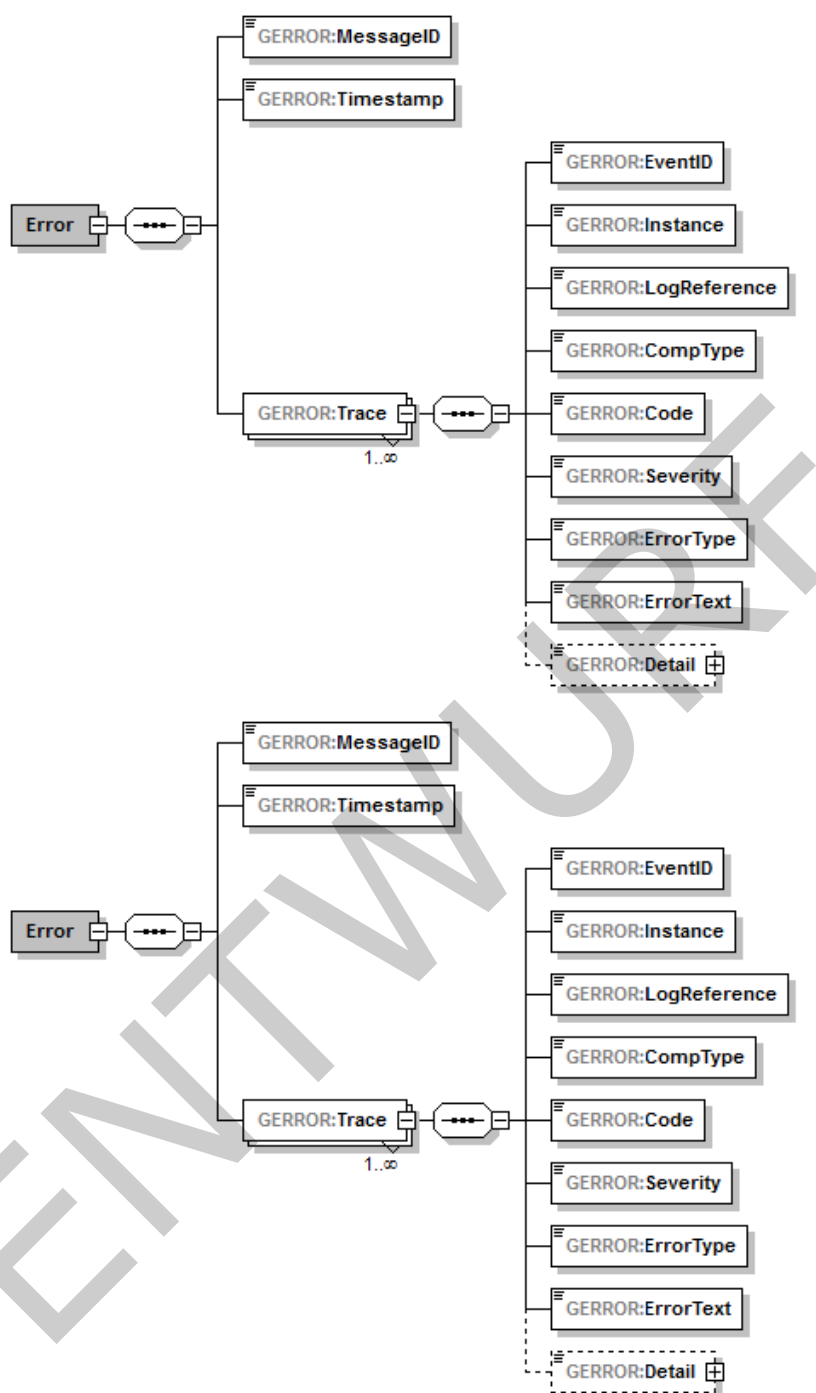 GERROR:MessageID
GERROR:Timestamp
Error
GERROR:EventID
GERROR:Instance
GERROR:LogReference
GERROR:CompType
GERROR:Trace
1..∞
GERROR:Code
GERROR:Severity
GERROR:ErrorType
GERROR:ErrorText
GERROR:Detail
GERROR:MessageID
GERROR:Timestamp
Error
GERROR:EventID
GERROR:Instance
GERROR:LogReference
GERROR:CompType
GERROR:Trace
1..∞
GERROR:Code
GERROR:Severity
GERROR:ErrorType
GERROR:ErrorText
GERROR:Detail
ENTWURF